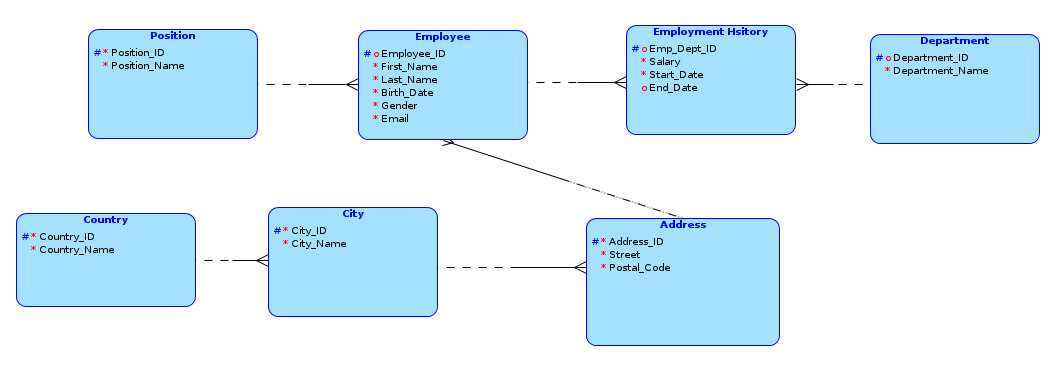 Position
#* Position_ID
* Position_Name
Employee
#o Employee_ID
* First_Name
* Last_Name
* Birth_Date
* Gender
* Email
Employment Hsitory
#o Emp_Dept_ID
* Salary
* Start_Date
o End_Date
Department
#o Department_ID
* Department_Name
Country
#* Country_ID
* Country_Name
City
#* City_ID
* City_Name
Address
#* Address_ID
* Street
* Postal_Code